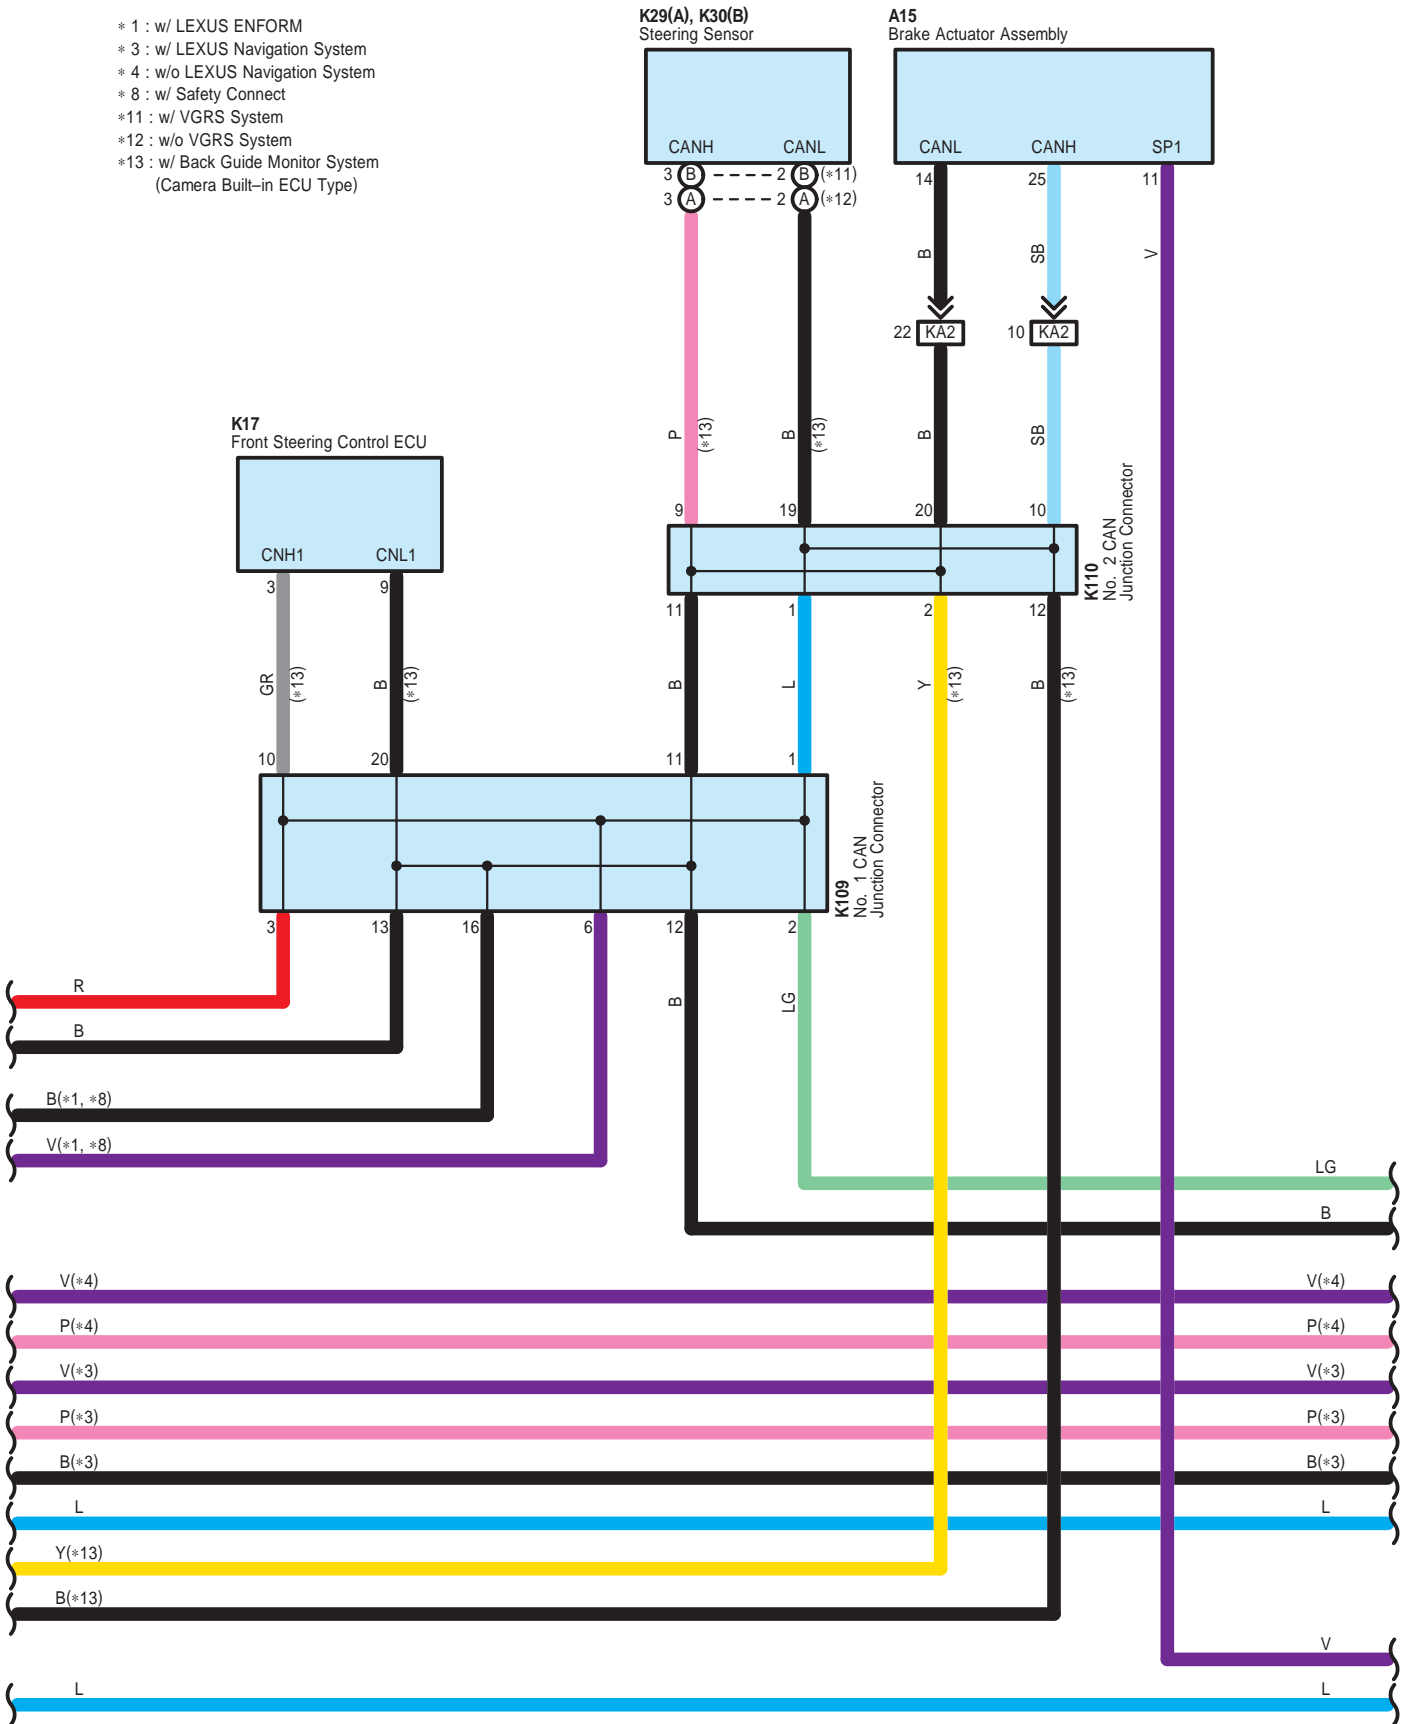 ∗ 1 : w/ LEXUS ENFORM
∗ 3 : w/ LEXUS Navigation System
∗ 4 : w/o LEXUS Navigation System
∗ 8 : w/ Safety Connect
∗11 : w/ VGRS System
∗12 : w/o VGRS System
∗13 : w/ Back Guide Monitor System
(Camera Built–in ECU Type)
K29(A), K30(B)
Steering Sensor
CANH CANL
3 B 2 B (∗11)
3 A 2 A (∗12)
A15
Brake Actuator Assembly
CANL CANH SP1
14 25 11
B SB V
22 KA2 10 KA2
P (∗13) B (∗13) B SB
9 19 20 10
K110
No. 2 CAN
Junction Connector
11 1 2 12
K17
Front Steering Control ECU
CNH1 CNL1
3 9
GR (∗13) B (∗13) B L Y (∗13) B (∗13)
10 20 11 1
K109
No. 1 CAN
Junction Connector
3 13 16 6 12 2
B LG
R
B
B(∗1, ∗8)
V(∗1, ∗8)
LG
B
V(∗4) V(∗4)
P(∗4) P(∗4)
V(∗3) V(∗3)
P(∗3) P(∗3)
B(∗3) B(∗3)
L L
Y(∗13)
B(∗13)
V
L L